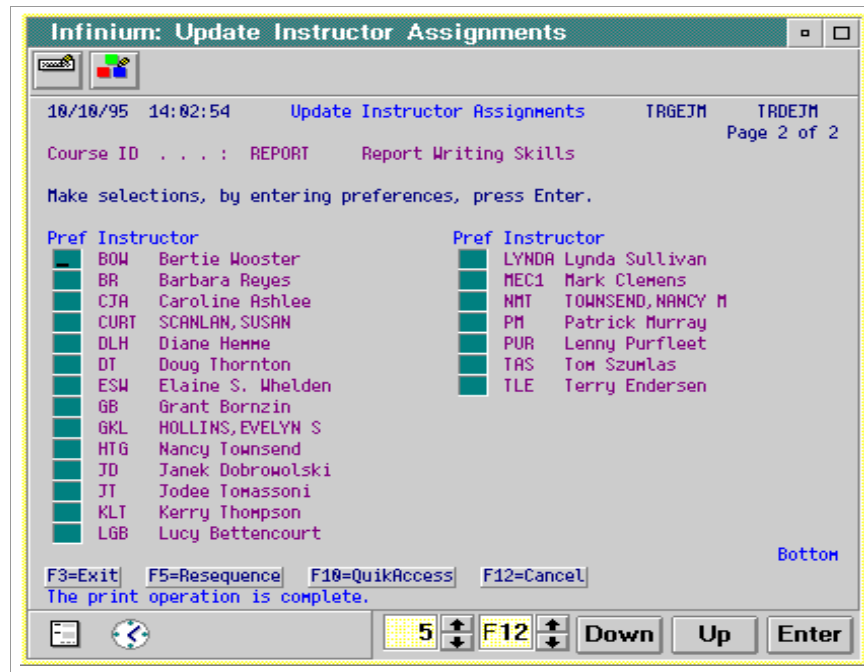 Infinium: Update Instructor Assignments
10/10/95 14:02:54 Update Instructor Assignments TRGEJM TRDEJM
Page 2 of 2
Course ID . . . : REPORT Report Writing Skills
Make selections, by entering preferences, press Enter.
Pref Instructor Pref Instructor
BOW Bertie Wooster LYNDA Lynda Sullivan
BR Barbara Reyes MEC1 Mark Clemens
CJA Caroline Ashlee NMT TOWNSEND,NANCY M
CURT SCANLAN,SUSAN PM Patrick Murray
DLH Diane Hemme PUR Lenny Purfleet
DT Doug Thornton TAS Tom Szumlas
ESW Elaine S. Whelden TLE Terry Endersen
GB Grant Bornzin
GKL HOLLINS,EVELYN S
HTG Nancy Townsend
JD Janek Dobrowolski
JT Jodee Tomassoni
KLT Kerry Thompson
LGB Lucy Bettencourt
Bottom
F3=Exit F5=Resequence F10=QuikAccess F12=Cancel
The print operation is complete.
5 F12 Down Up Enter